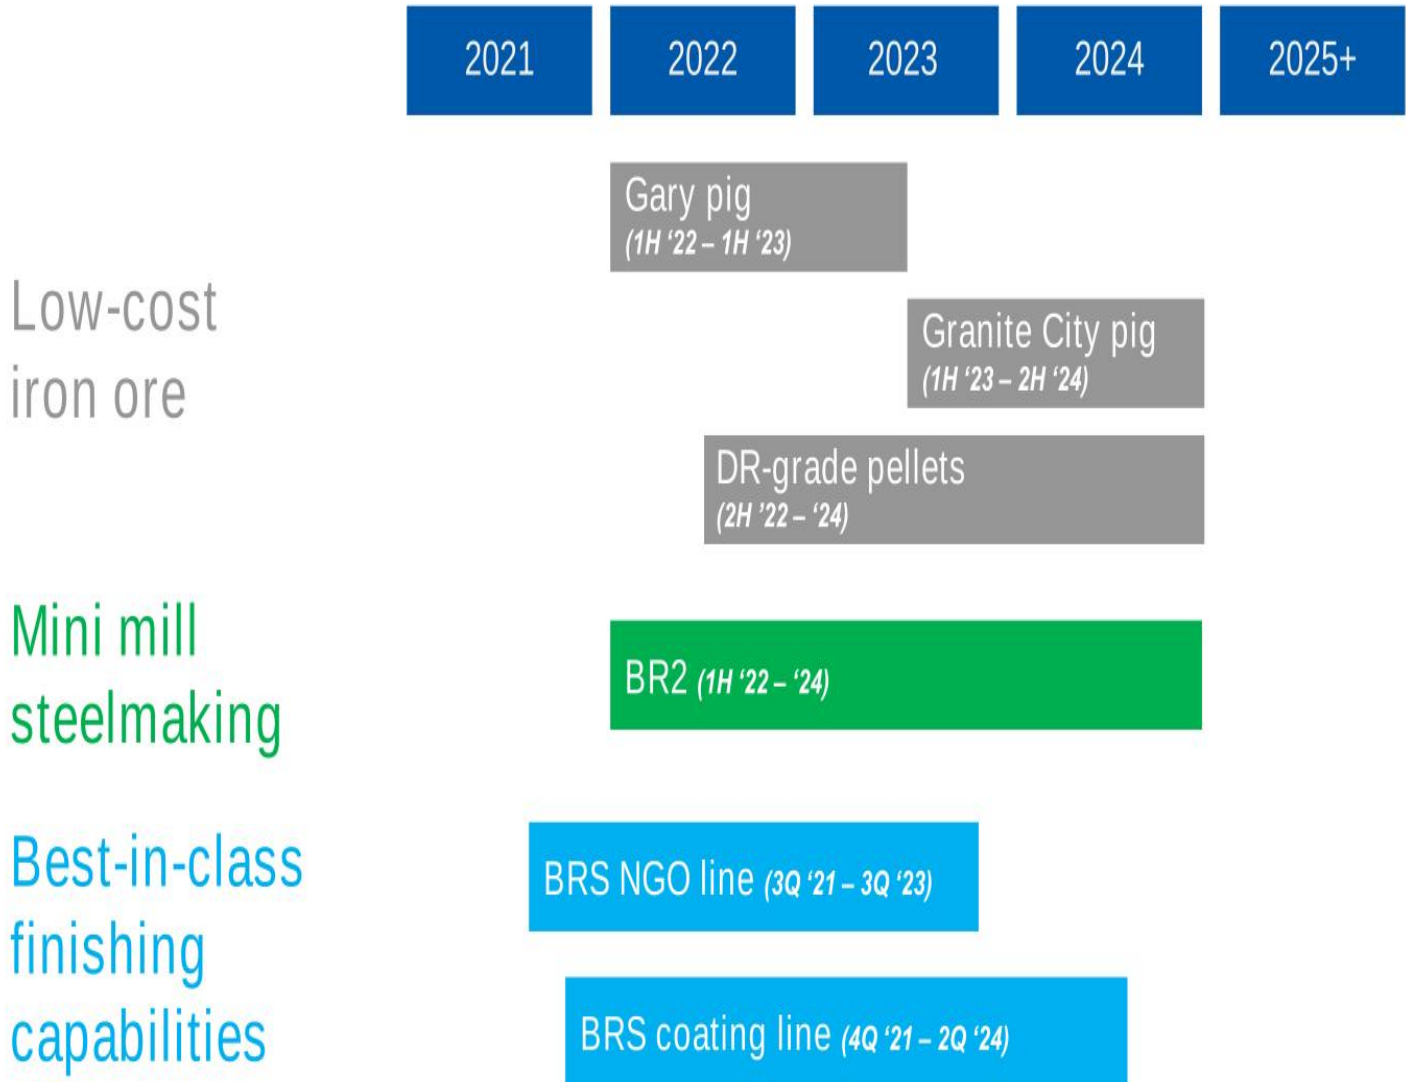 2021 2022 2023 2024 2025+
Low-cost
iron ore
Gary pig
(1H ‘22 – 1H ‘23)
Granite City pig
(1H ‘23 – 2H ‘24)
DR-grade pellets
(2H ’22 – ‘24)
Mini mill
steelmaking
BR2 (1H ‘22 – ‘24)
Best-in-class
finishing
capabilities
BRS NGO line (3Q ‘21 – 3Q ‘23)
BRS coating line (4Q ‘21 – 2Q ‘24)